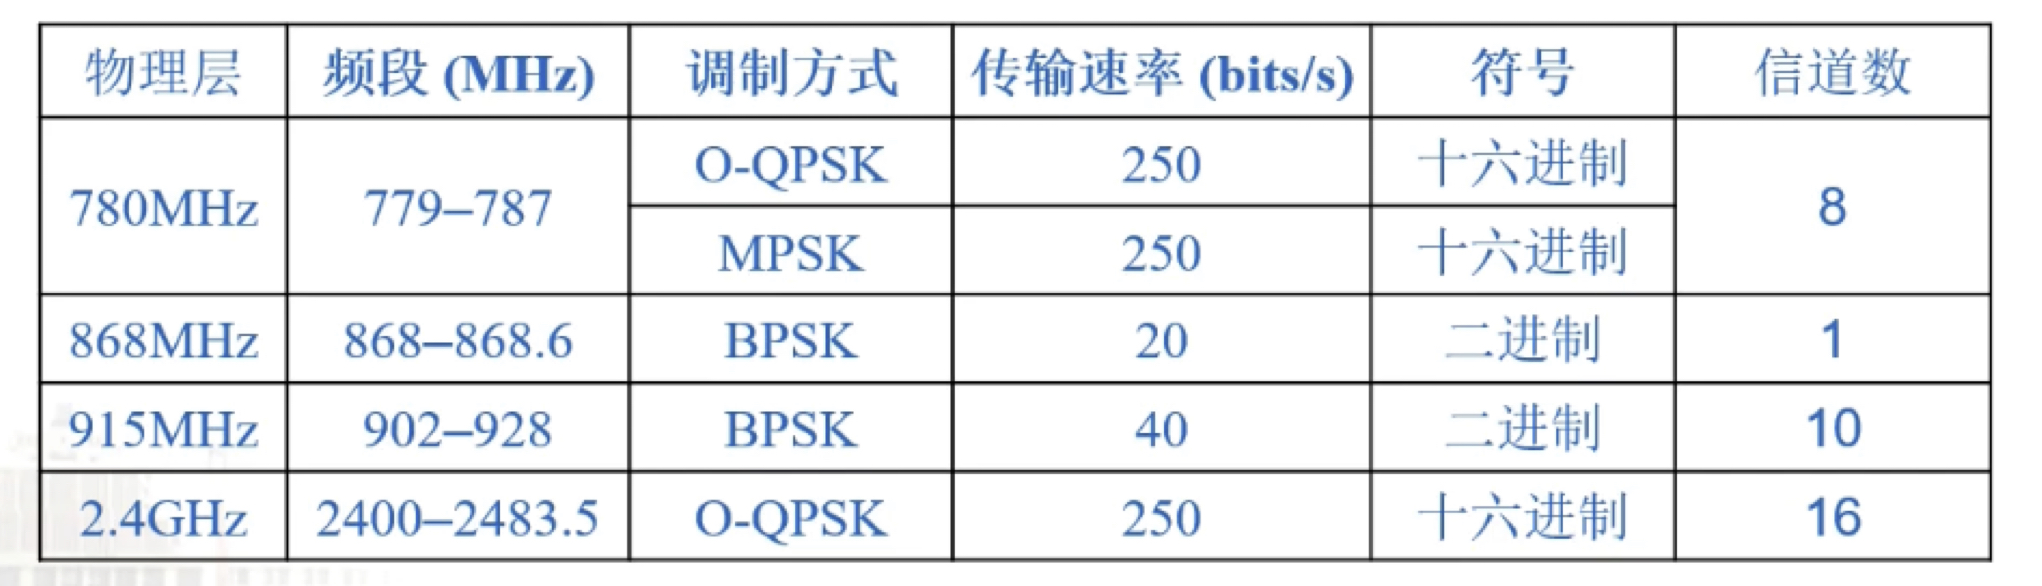 物理层 频段 (MHz) 调制方式 传输速率 (bits/s) 符号 信道数
780MHz 779–787 O-QPSK 250 十六进制 8
MPSK 250 十六进制
868MHz 868–868.6 BPSK 20 二进制 1
915MHz 902–928 BPSK 40 二进制 10
2.4GHz 2400–2483.5 O-QPSK 250 十六进制 16